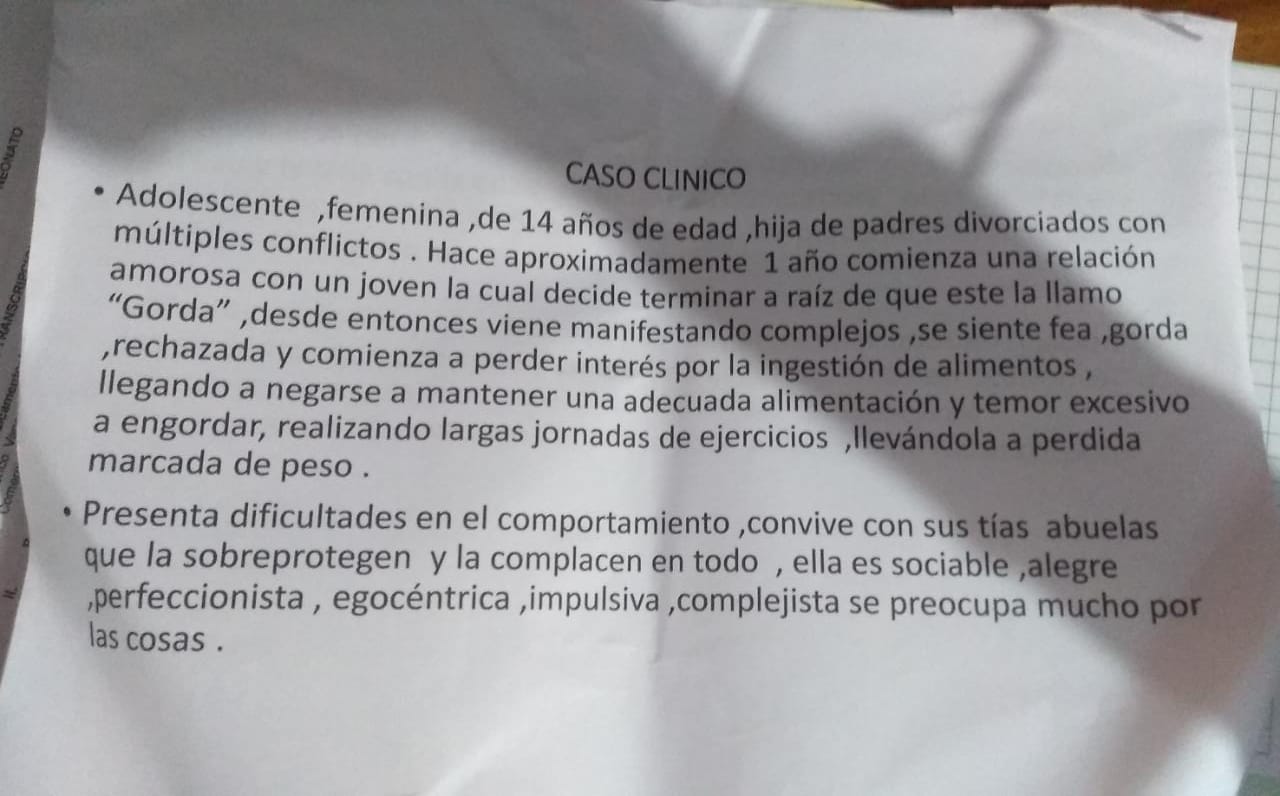 CASO CLINICO
• Adolescente ,femenina ,de 14 años de edad ,hija de padres divorciados con
múltiples conflictos . Hace aproximadamente 1 año comienza una relación
amorosa con un joven la cual decide terminar a raíz de que este la llamo
“Gorda” ,desde entonces viene manifestando complejos ,se siente fea ,gorda
,rechazada y comienza a perder interés por la ingestión de alimentos ,
llegando a negarse a mantener una adecuada alimentación y temor excesivo
a engordar, realizando largas jornadas de ejercicios ,llevándola a perdida
marcada de peso .
• Presenta dificultades en el comportamiento ,convive con sus tías abuelas
que la sobreprotegen y la complacen en todo , ella es sociable ,alegre
,perfeccionista , egocéntrica ,impulsiva ,complejista se preocupa mucho por
las cosas .